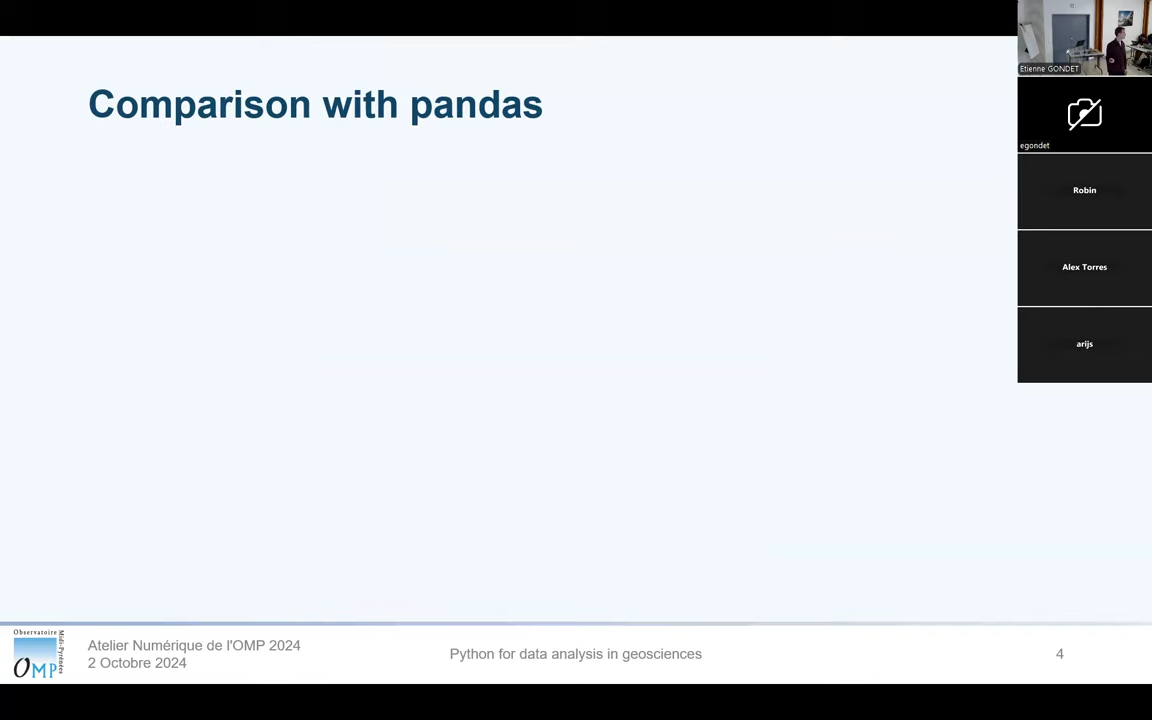 Comparison with pandas
Etienne GONDET
egondet
Robin
Alex Torres
arijs
Observatoire
Midi-Pyrénées
OMP
Atelier Numérique de l'OMP 2024
2 Octobre 2024
Python for data analysis in geosciences
4